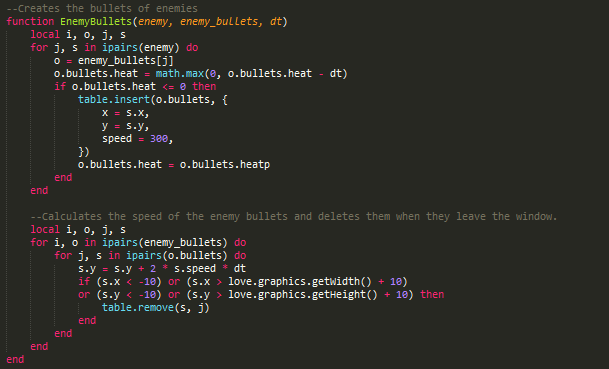 --Creates the bullets of enemies
function EnemyBullets(enemy, enemy_bullets, dt)
    local i, o, j, s
    for j, s in ipairs(enemy) do
        o = enemy_bullets[j]
        o.bullets.heat = math.max(0, o.bullets.heat - dt)
        if o.bullets.heat <= 0 then
            table.insert(o.bullets, {
                x = s.x,
                y = s.y,
                speed = 300,
            })
            o.bullets.heat = o.bullets.heatp
        end
    end
    --Calculates the speed of the enemy bullets and deletes them when they leave the window.
    local i, o, j, s
    for i, o in ipairs(enemy_bullets) do
        for j, s in ipairs(o.bullets) do
            s.y = s.y + 2 * s.speed * dt
            if (s.x < -10) or (s.x > love.graphics.getWidth() + 10)
            or (s.y < -10) or (s.y > love.graphics.getHeight() + 10) then
                table.remove(s, j)
            end
        end
    end
end